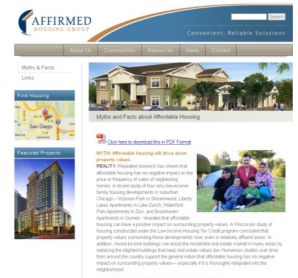 AFFIRMED
HOUSING GROUP
Search
Convenient, Reliable Solutions
About Us Communities Resources News Contact
Myths & Facts
Links
Find Housing
San Diego
Featured Projects
Myths and Facts about Affordable Housing
Click here to download this in PDF Format
MYTH: Affordable housing will drive down
property values.
REALITY: Repeated research has shown that
affordable housing has no negative impact on the
price or frequency of sales of neighboring
homes. A recent study of four very-low-income
family housing developments in suburban
Chicago – Victorian Park in Streamwood, Liberty
Lakes Apartments in Lake Zurich, Waterford
Park Apartments in Zion, and Brookhaven
Apartments in Gurnee - revealed that affordable
housing can have a positive impact on surrounding property values. A Wisconsin study of
housing constructed under the Low Income Housing Tax Credit program concluded that
property values surrounding these developments rose, even in relatively affluent areas. In
addition, mixed-income buildings can boost the residential real estate market in many areas by
replacing the blighted buildings that keep real estate values low. Numerous studies over time
from around the country support the general notion that affordable housing has no negative
impact on surrounding property values— especially if it is thoroughly integrated into the
neighborhood.